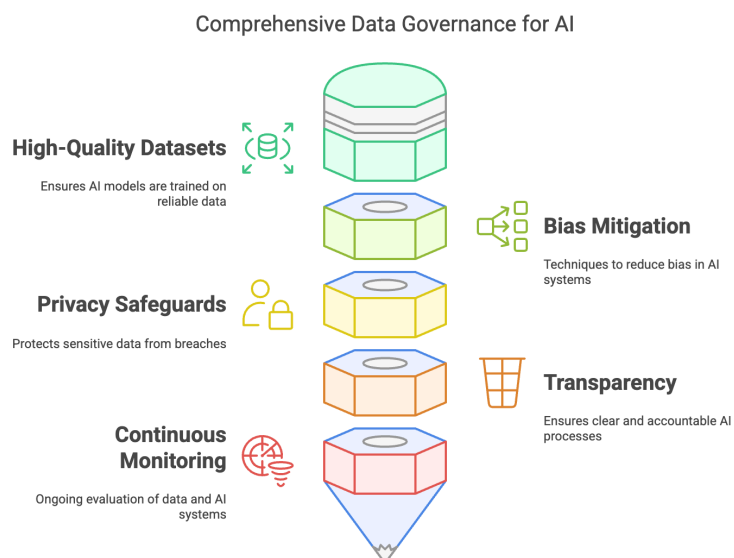 Comprehensive Data Governance for AI
High-Quality Datasets
Ensures AI models are trained on
reliable data
Bias Mitigation
Techniques to reduce bias in AI
systems
Privacy Safeguards
Protects sensitive data from breaches
Transparency
Ensures clear and accountable AI
processes
Continuous
Monitoring
Ongoing evaluation of data and AI
systems